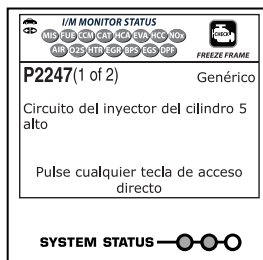 I/M MONITOR STATUS
MIS FUE CCM CAT HCA EVA HCC NOx
AIR O2S HTR EGR BPS EGS DPF
CHECK
FREEZE FRAME
P2247(1 of 2)
Genérico
Circuito del inyector del cilindro 5
alto
Pulse cualquier tecla de acceso
directo
SYSTEM STATUS